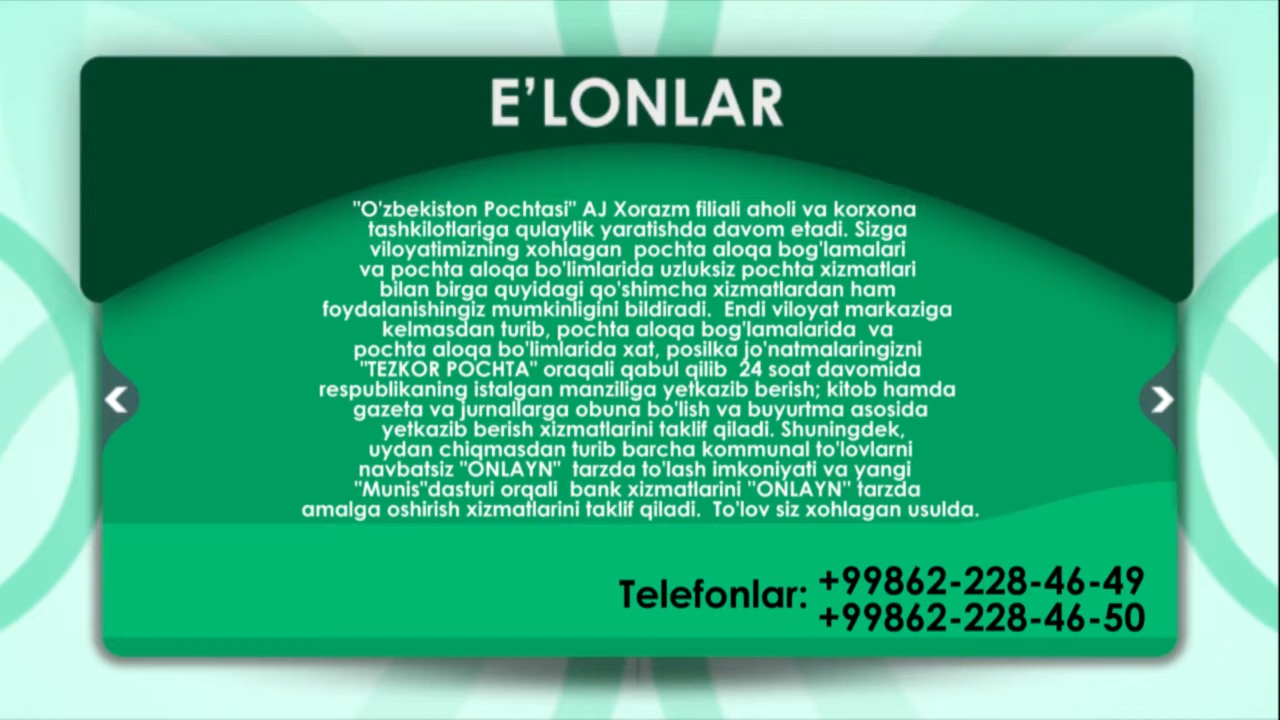 E'LONLAR
"O'zbekiston Pochtasi" AJ Xorazm filiali aholi va korxona
tashkilotlariga qulaylik yaratishda davom etadi. Sizga
viloyatimizning xohlagan pochta aloqa bog'lamalari
va pochta aloqa bo'limlarida uzluksiz pochta xizmatlari
bilan birga quyidagi qo'shimcha xizmatlardan ham
foydalanishingiz mumkinligini bildiradi. Endi viloyat markaziga
kelmasdan turib, pochta aloqa bog'lamalarida va
pochta aloqa bo'limlarida xat, posilka jo'natmalaringizni
"TEZKOR POCHTA" oraqali qabul qilib 24 soat davomida
respublikaning istalgan manziliga yetkazib berish; kitob hamda
gazeta va jurnallarga obuna bo'lish va buyurtma asosida
yetkazib berish xizmatlarini taklif qiladi. Shuningdek,
uydan chiqmasdan turib barcha kommunal to'lovlarni
navbatsiz "ONLAYN" tarzda to'lash imkoniyati va yangi
"Munis"dasturi orqali bank xizmatlarini "ONLAYN" tarzda
amalga oshirish xizmatlarini taklif qiladi. To'lov siz xohlagan usulda.
Telefonlar: +99862-228-46-49
+99862-228-46-50